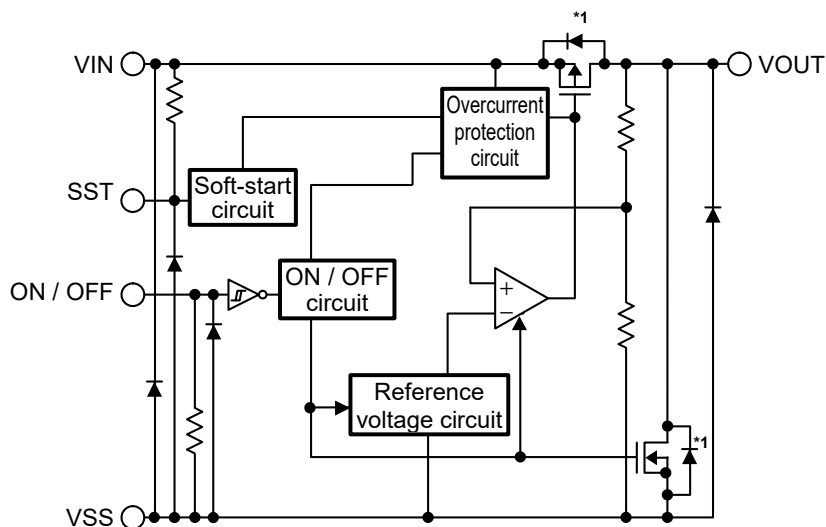 *1
VIN
VOUT
Overcurrent
protection
circuit
SST
Soft-start
circuit
ON / OFF
ON / OFF
circuit
+
−
Reference
voltage circuit
*1
VSS